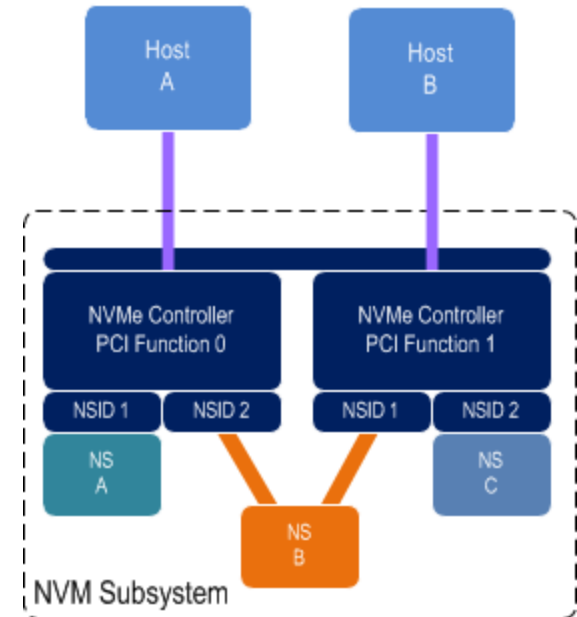 Host
A
Host
B
NVMe Controller
PCI Function 0
NVMe Controller
PCI Function 1
NSID 1
NSID 2
NSID 1
NSID 2
NS
A
NS
C
NS
B
NVM Subsystem